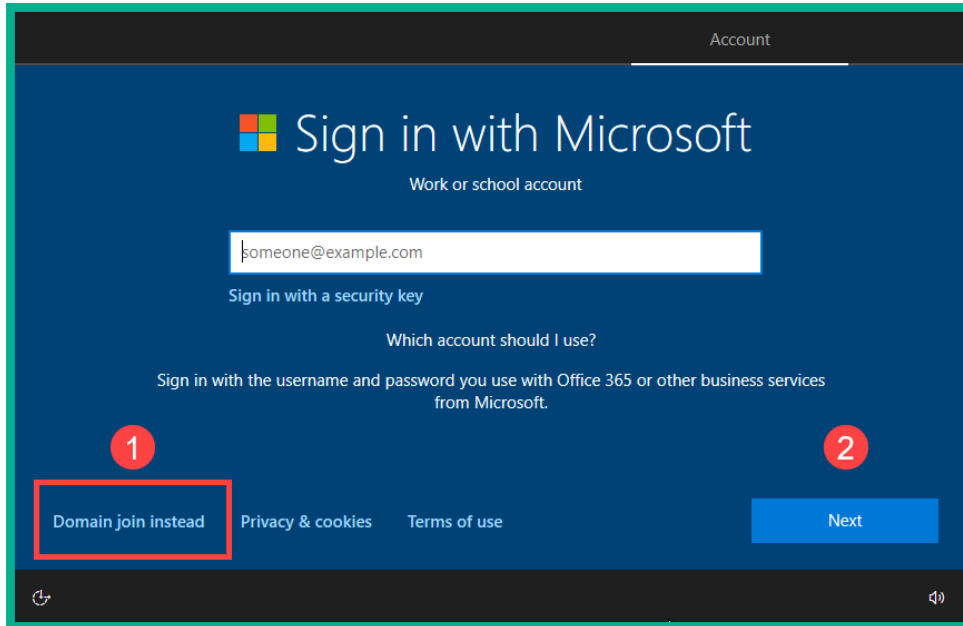 Account
Sign in with Microsoft
Work or school account
someone@example.com
Sign in with a security key
Which account should I use?
Sign in with the username and password you use with Office 365 or other business services
from Microsoft.
1
2
Domain join instead Privacy & cookies Terms of use Next